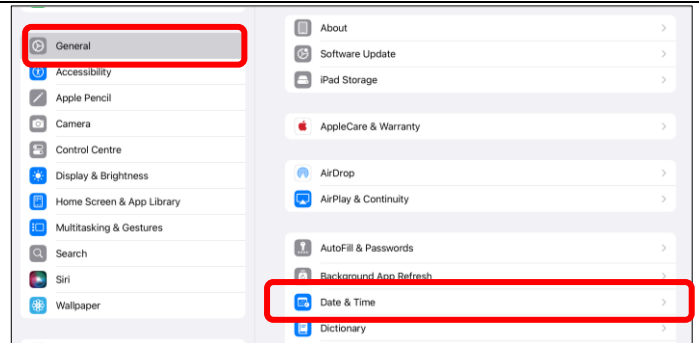 General
Accessibility
Apple Pencil
Camera
Control Centre
Display & Brightness
Home Screen & App Library
Multitasking & Gestures
Search
Siri
Wallpaper
About
Software Update
iPad Storage
AppleCare & Warranty
AirDrop
AirPlay & Continuity
AutoFill & Passwords
Background App Refresh
Date & Time
Dictionary